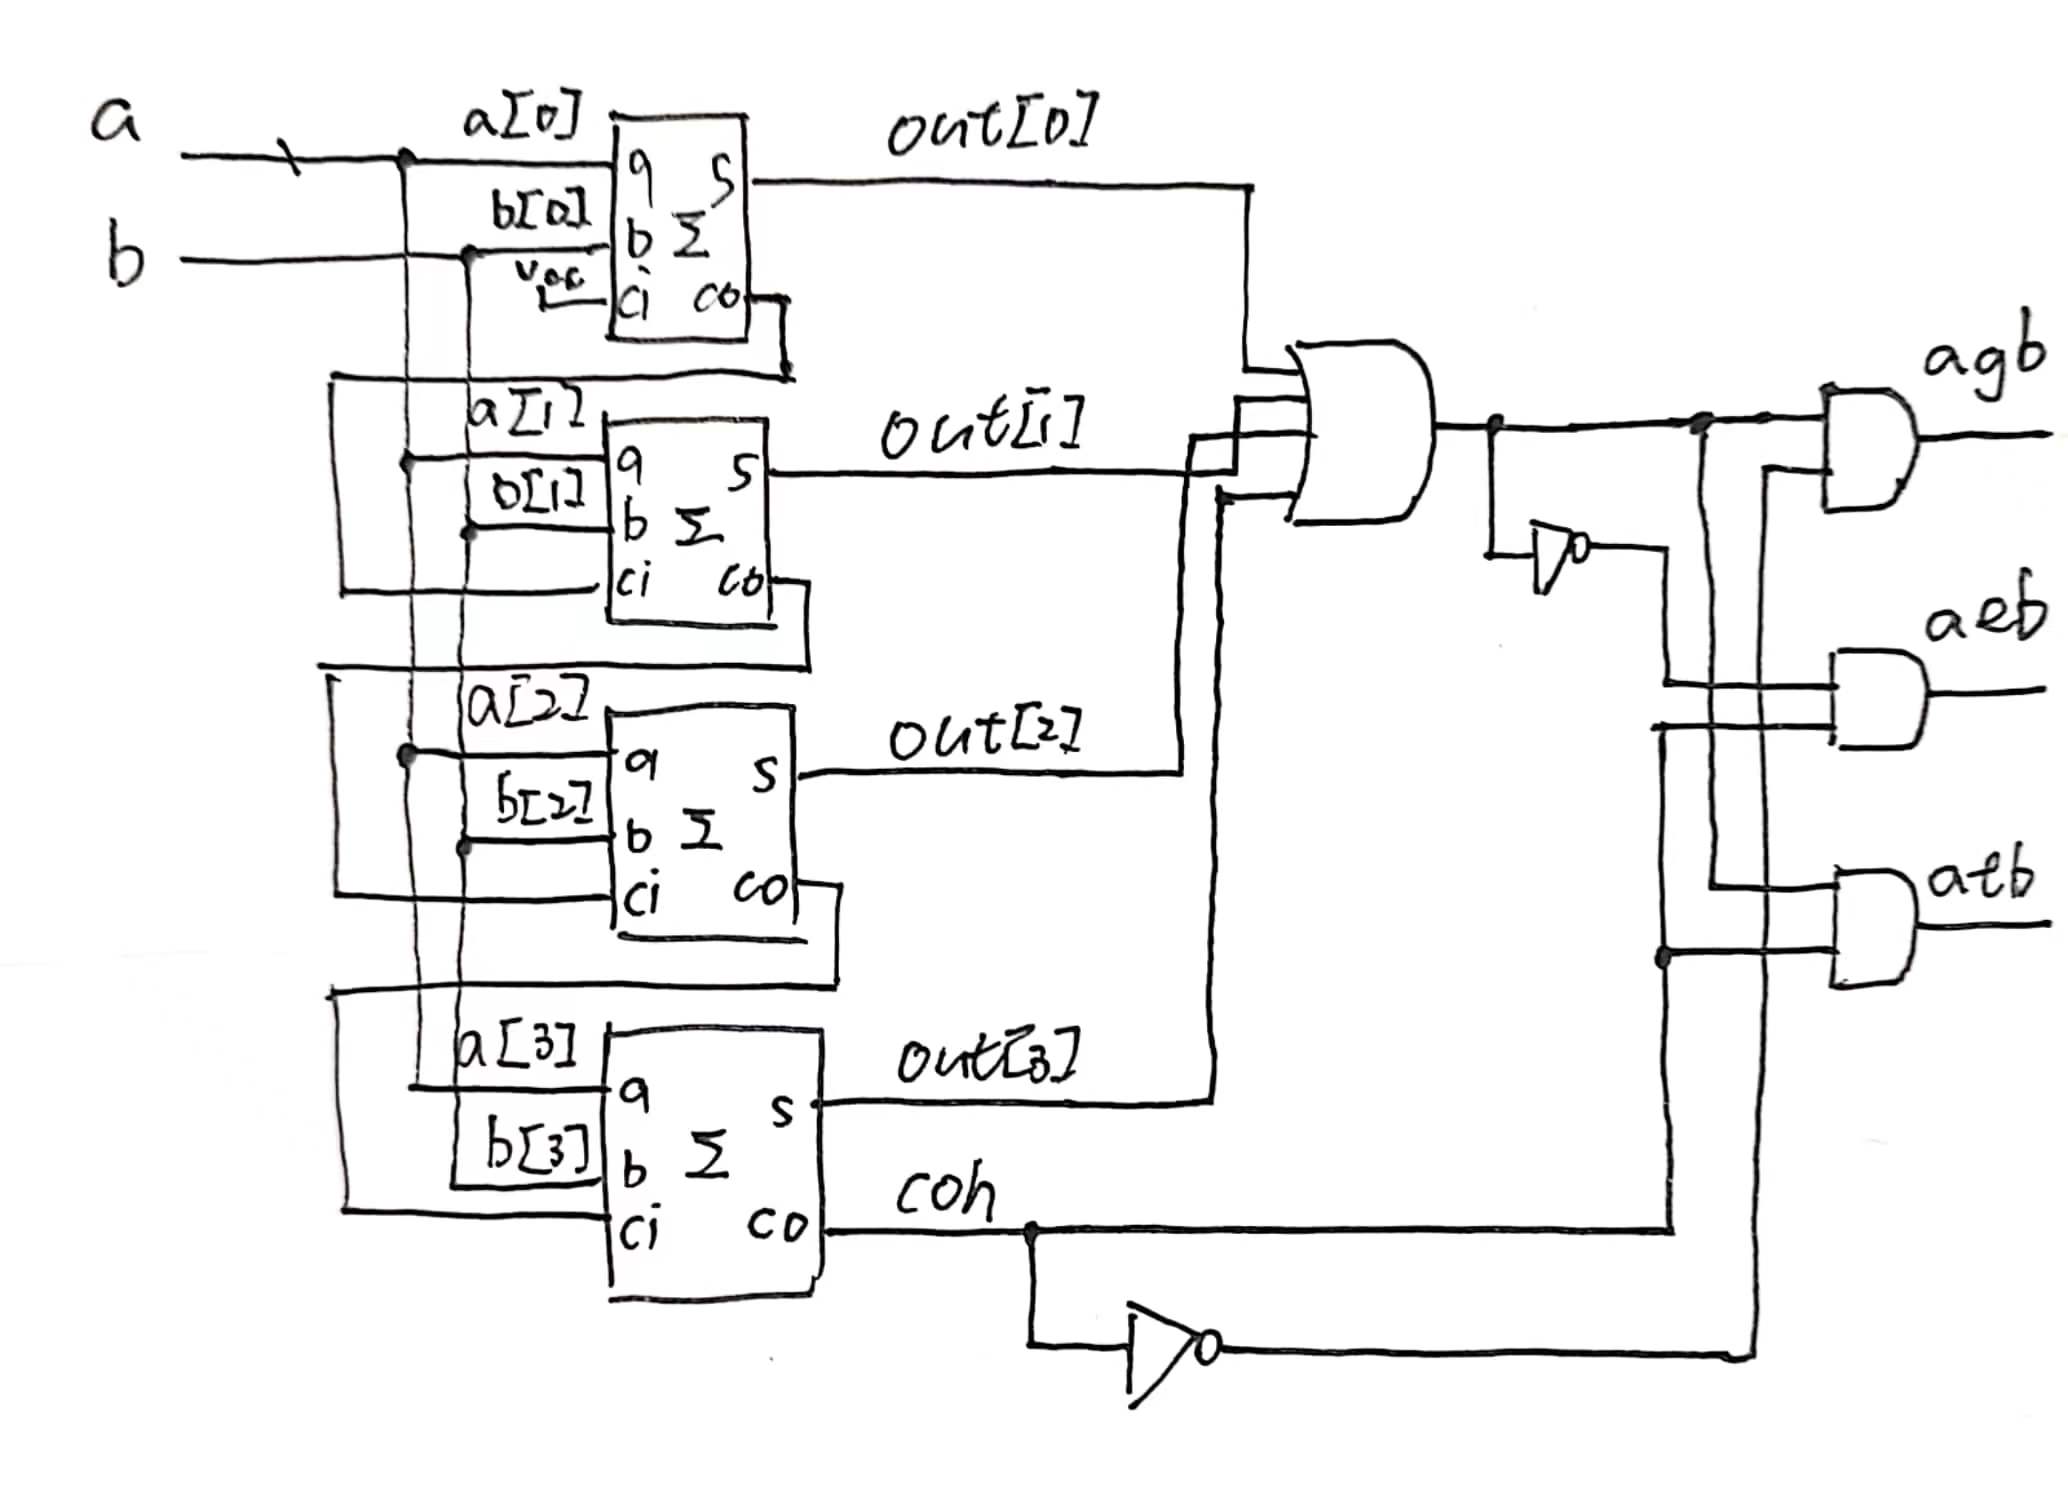 a
a[0]
out[0]
a S
b[0]
b Σ
b
Vcc
ci co
agb
a[1]
out[1]
a S
b[1]
b Σ
ci co
aeb
a[2]
out[2]
a S
b[2]
b Σ
ci co
a[3]
out[3]
a S
b[3]
b Σ
coh
ci co